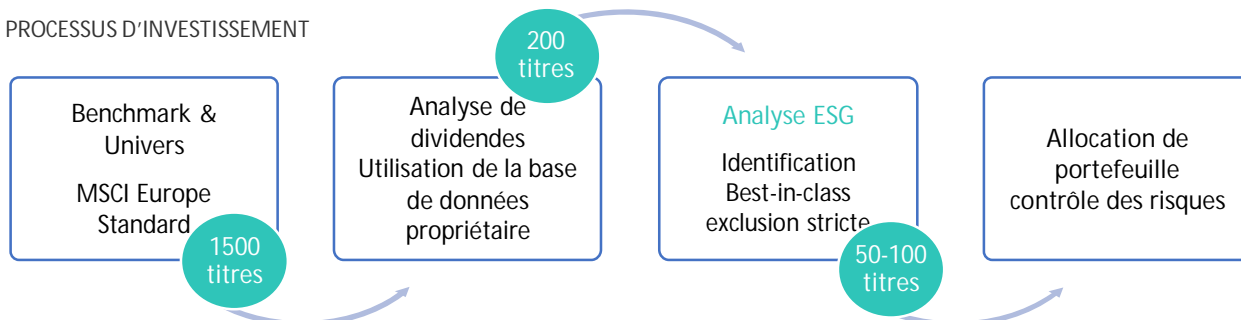 PROCESSUS D'INVESTISSEMENT
Benchmark &
Univers
MSCI Europe
Standard
1500
titres
Analyse de
dividendes
Utilisation de la base
de données
propriétaire
200
titres
Analyse ESG
Identification
Best-in-class
exclusion stricte
50-100
titres
Allocation de
portefeuille
contrôle des risques